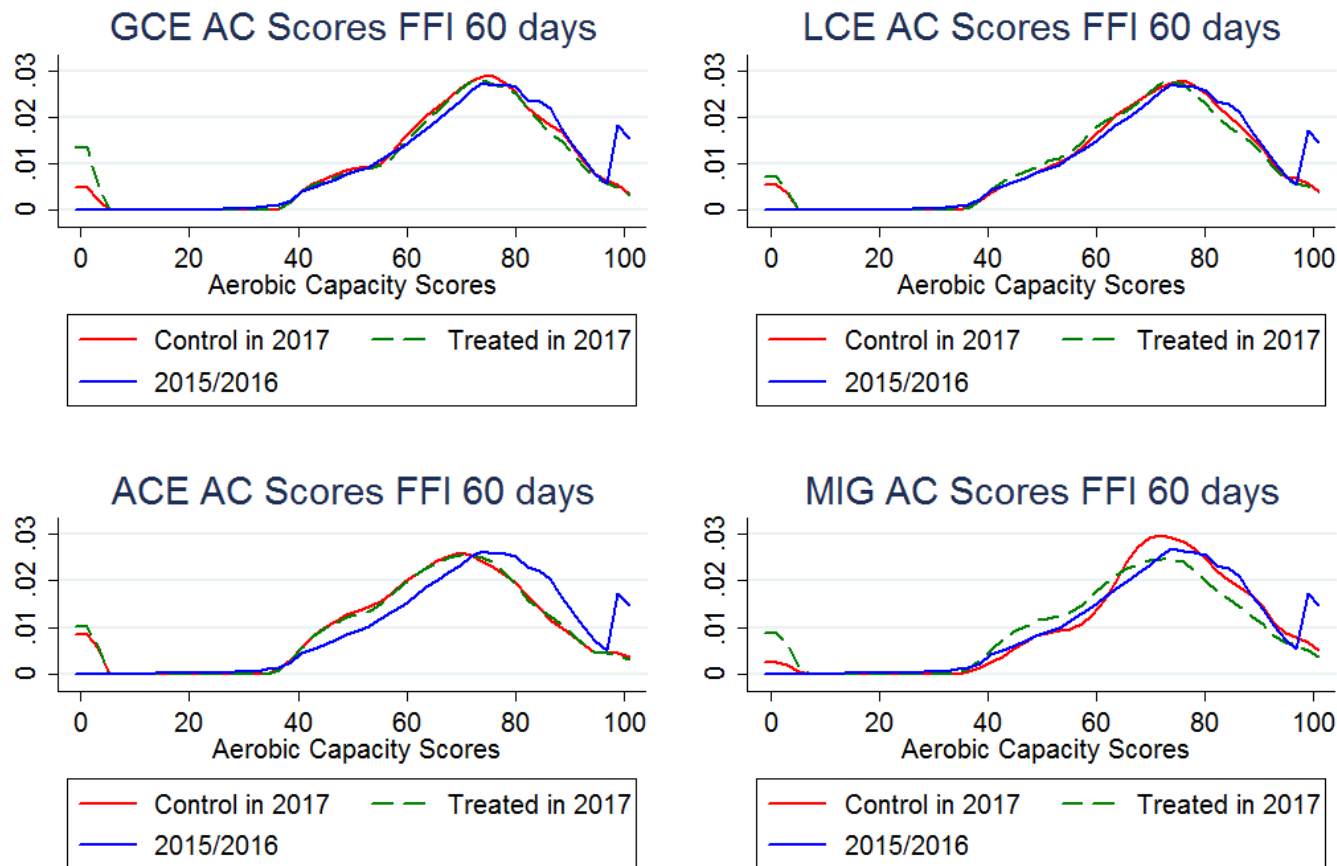 GCE AC Scores FFI 60 days
.03
.02
.01
0
0 20 40 60 80 100
Aerobic Capacity Scores
Control in 2017 Treated in 2017
2015/2016
LCE AC Scores FFI 60 days
.03
.02
.01
0
0 20 40 60 80 100
Aerobic Capacity Scores
Control in 2017 Treated in 2017
2015/2016
ACE AC Scores FFI 60 days
.03
.02
.01
0
0 20 40 60 80 100
Aerobic Capacity Scores
Control in 2017 Treated in 2017
2015/2016
MIG AC Scores FFI 60 days
.03
.02
.01
0
0 20 40 60 80 100
Aerobic Capacity Scores
Control in 2017 Treated in 2017
2015/2016